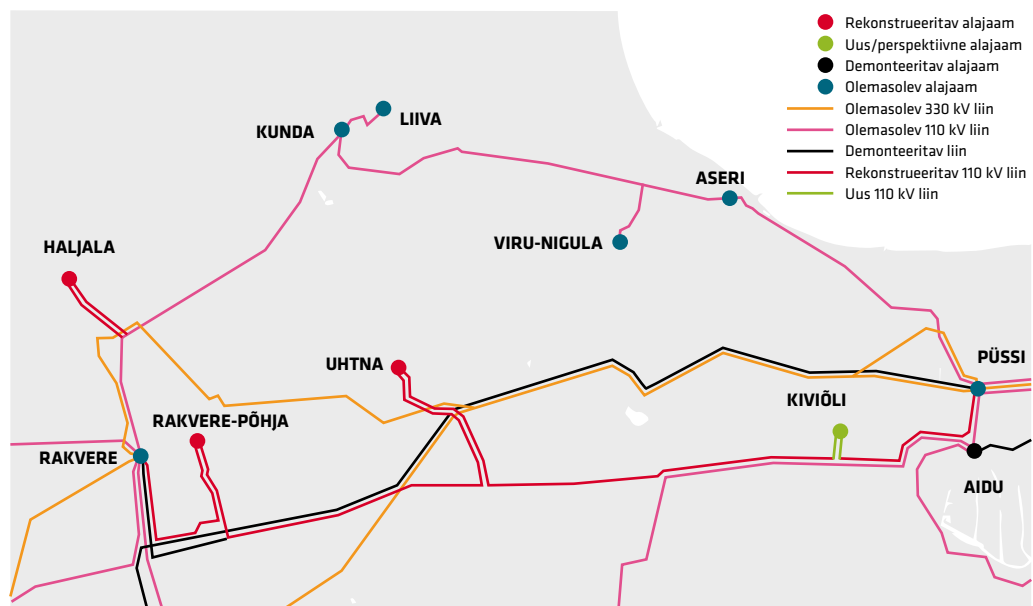 Rekonstrueeritav alajaam
Uus/perspektiivne alajaam
Demonteeritav alajaam
Olemasolev alajaam
Olemasolev 330 kV liin
Olemasolev 110 kV liin
Demonteeritav liin
Rekonstrueeritav 110 kV liin
Uus 110 kV liin
LIIVA
KUNDA
ASERI
VIRU-NIGULA
HALJALA
PÜSSI
UHTNA
KIVIÕLI
RAKVERE-PÕHJA
RAKVERE
AIDU